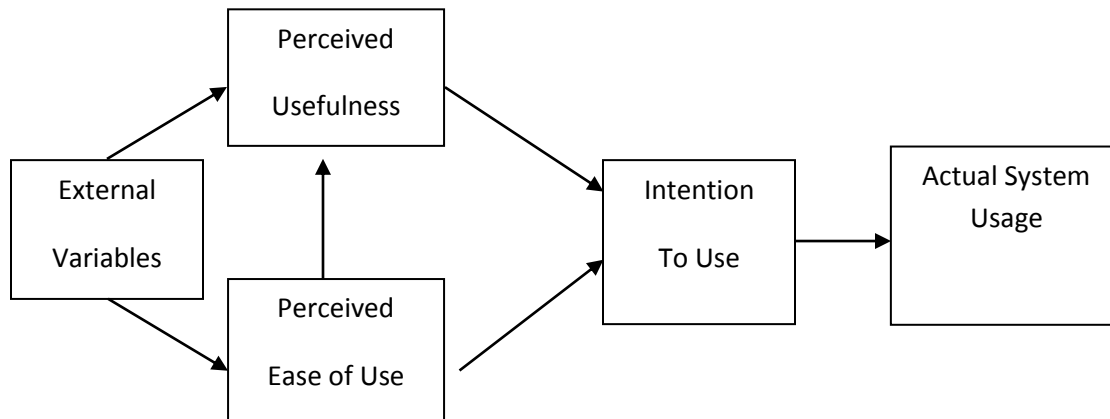 Perceived
Usefulness
External
Variables
Perceived
Ease of Use
Intention
To Use
Actual System
Usage